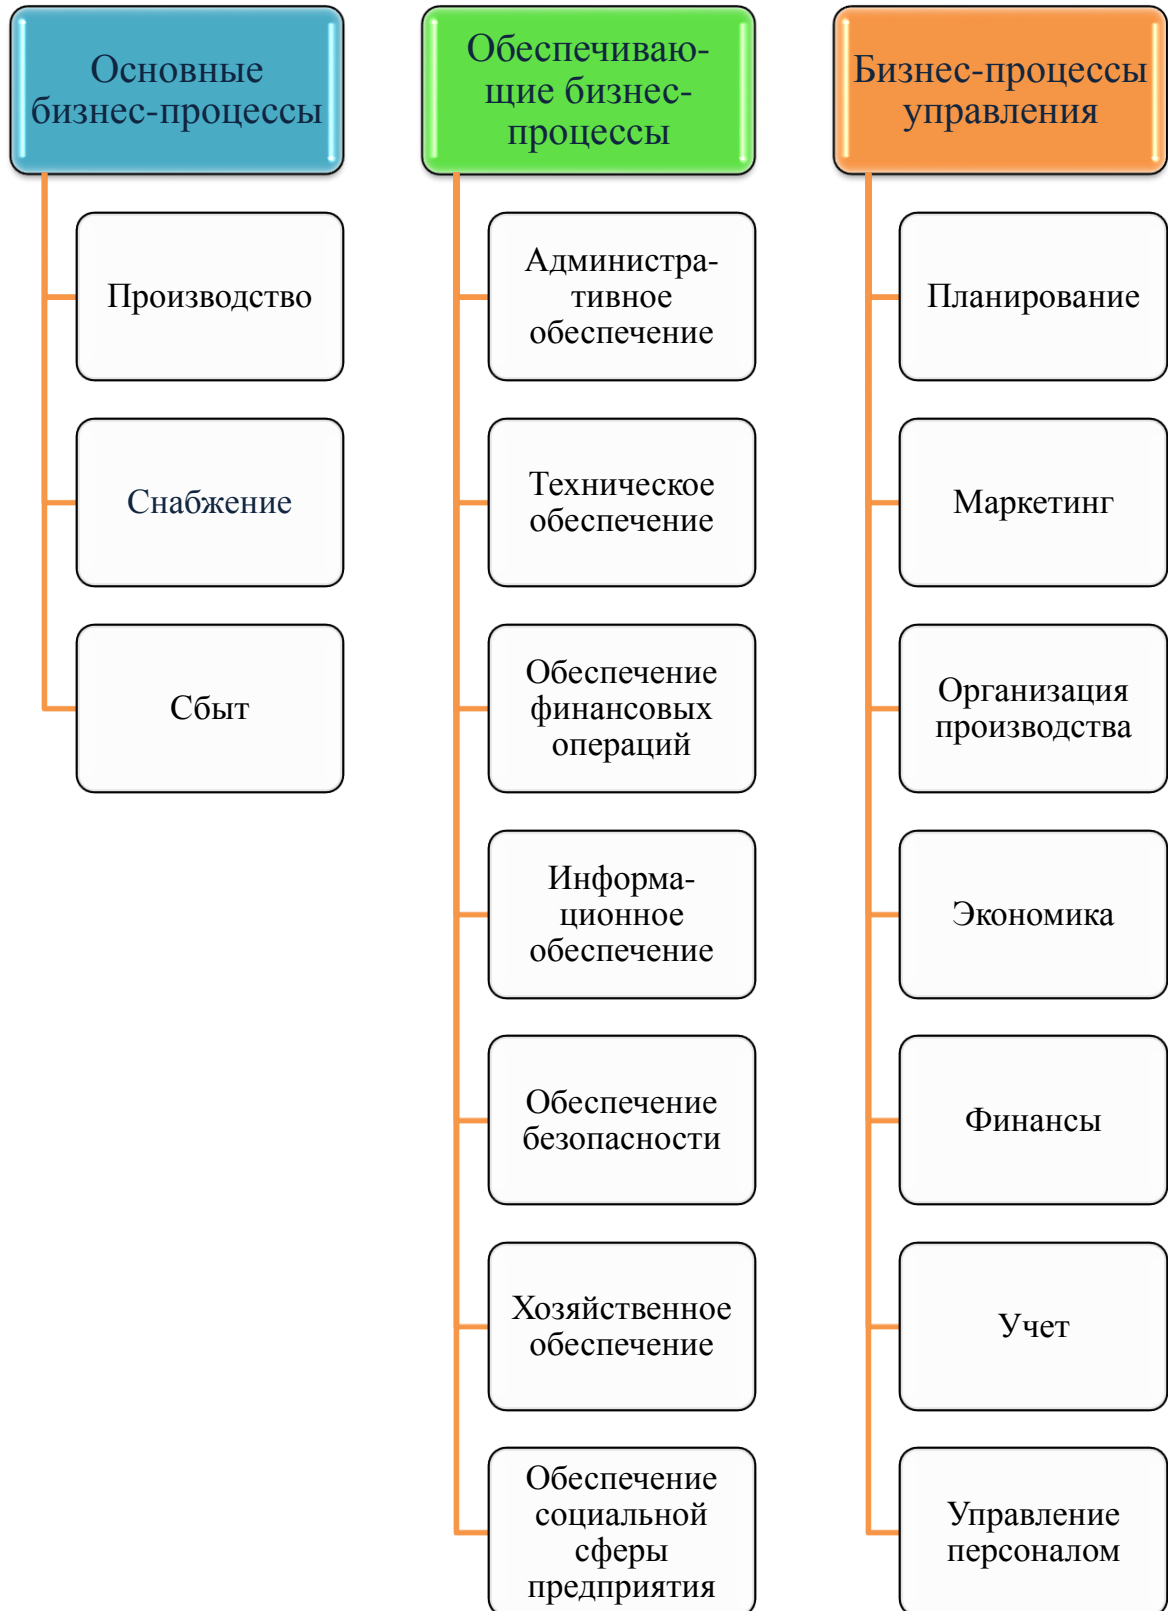 Основные
бизнес-процессы
Производство
Снабжение
Сбыт
Обеспечиваю-
щие бизнес-
процессы
Администра-
тивное
обеспечение
Техническое
обеспечение
Обеспечение
финансовых
операций
Информа-
ционное
обеспечение
Обеспечение
безопасности
Хозяйственное
обеспечение
Обеспечение
социальной
сферы
предприятия
Бизнес-процессы
управления
Планирование
Маркетинг
Организация
производства
Экономика
Финансы
Учет
Управление
персоналом